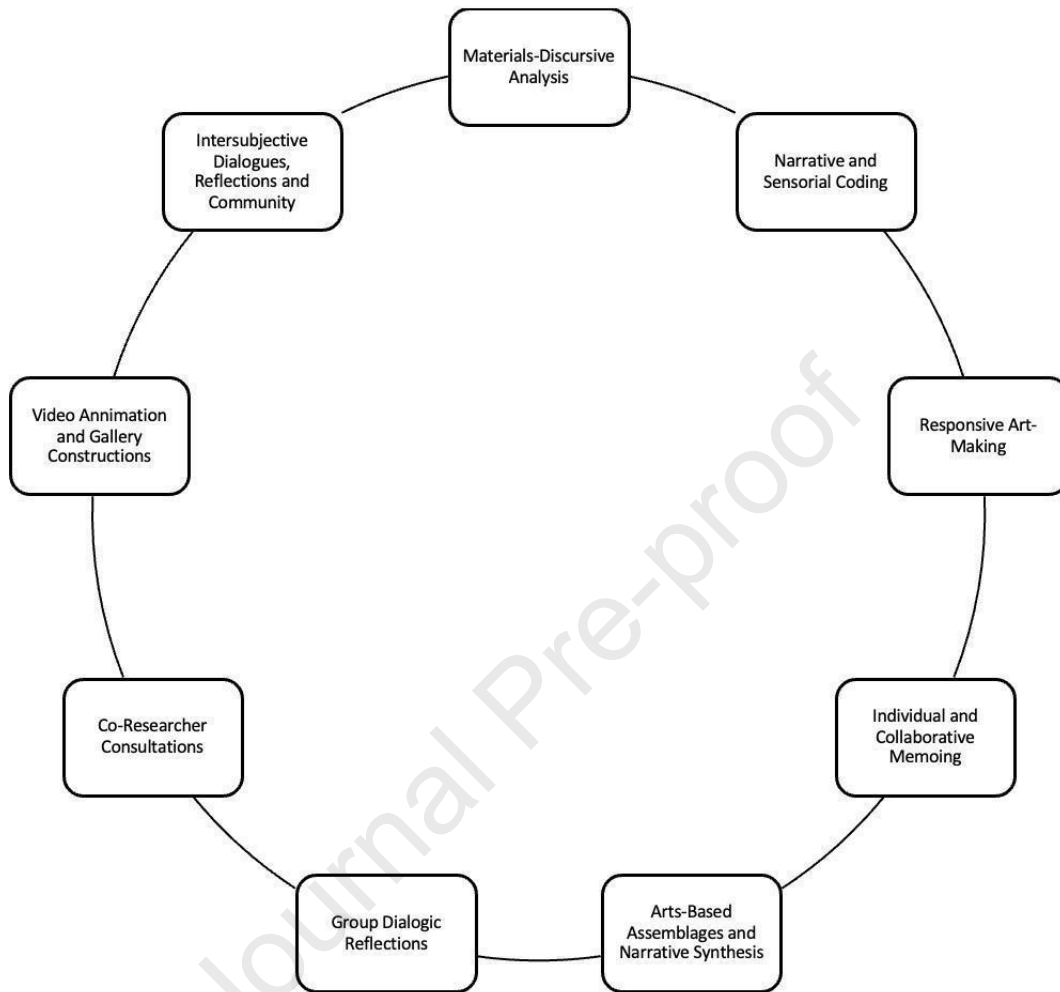 Materials-Discursive
Analysis
Narrative and
Sensorial Coding
Responsive Art-
Making
Individual and
Collaborative
Memoing
Arts-Based
Assemblages and
Narrative Synthesis
Group Dialogic
Reflections
Co-Researcher
Consultations
Video Annimation
and Gallery
Constructions
Intersubjective
Dialogues,
Reflections and
Community
Journal Pre-proof